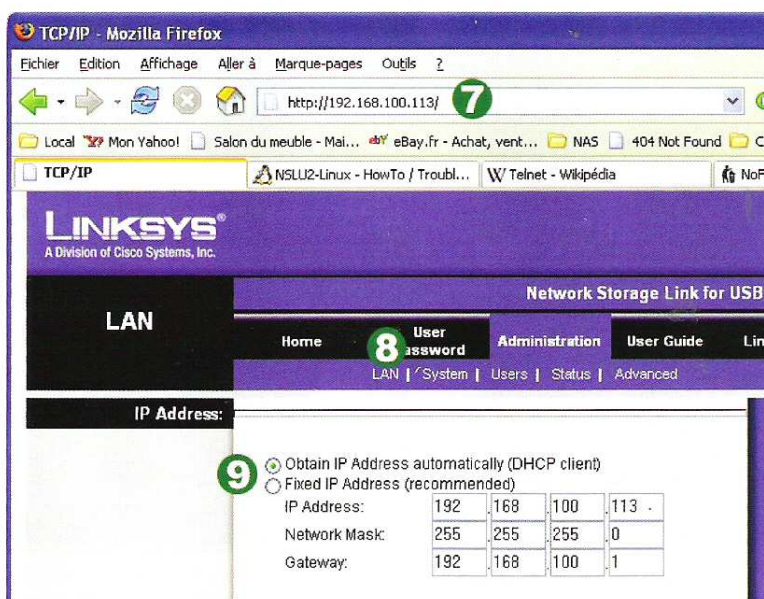 TCP/IP - Mozilla Firefox
Fichier Edition Affichage Aller à Marque-pages Outils ?
http://192.168.100.113/ 7
Local Mon Yahoo! Salon du meuble - Mai... eBay.fr - Achat, vent... NAS 404 Not Found
TCP/IP NSLU2-Linux - HowTo / Troubl... W Telnet - Wikipédia
LINKSYS®
A Division of Cisco Systems, Inc.
Network Storage Link for USB
LAN
Home User Password Administration User Guide
8
LAN | System | Users | Status | Advanced
IP Address:
9
Obtain IP Address automatically (DHCP client)
Fixed IP Address (recommended)
IP Address: 192 .168 .100 .113
Network Mask: 255 .255 .255 .0
Gateway: 192 .168 .100 .1